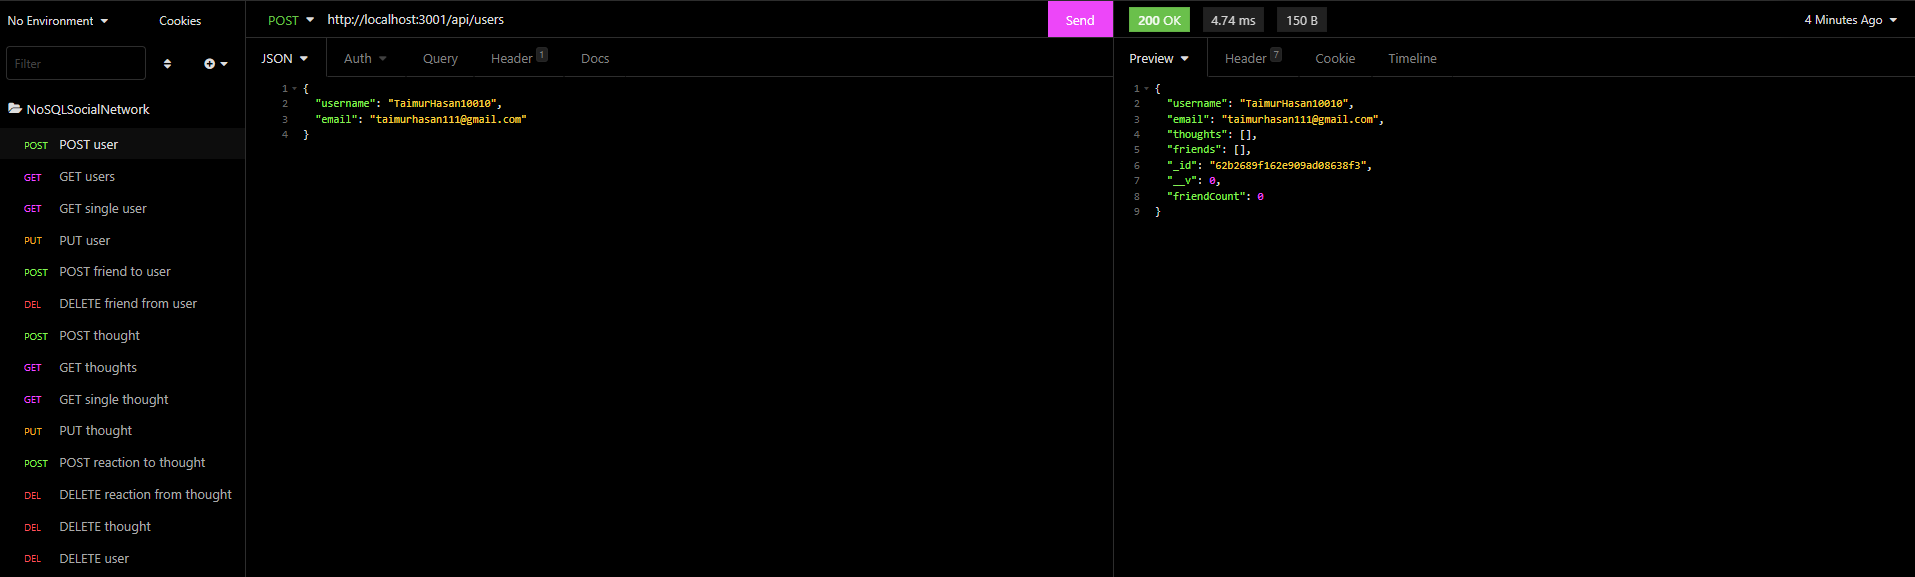 No Environment Cookies
Filter
NoSQLSocialNetwork
POST POST user
GET GET users
GET GET single user
PUT PUT user
POST POST friend to user
DEL DELETE friend from user
POST POST thought
GET GET thoughts
GET GET single thought
PUT PUT thought
POST POST reaction to thought
DEL DELETE reaction from thought
DEL DELETE thought
DEL DELETE user
POST http://localhost:3001/api/users Send
JSON Auth Query Header 1 Docs
1 {
2 "username": "TaimurHasan10010",
3 "email": "taimurhasan111@gmail.com"
4 }
200 OK 4.74 ms 150 B 4 Minutes Ago
Preview Header 7 Cookie Timeline
1 {
2 "username": "TaimurHasan10010",
3 "email": "taimurhasan111@gmail.com",
4 "thoughts": [],
5 "friends": [],
6 "_id": "62b2689f162e909ad08638f3",
7 "__v": 0,
8 "friendCount": 0
9 }